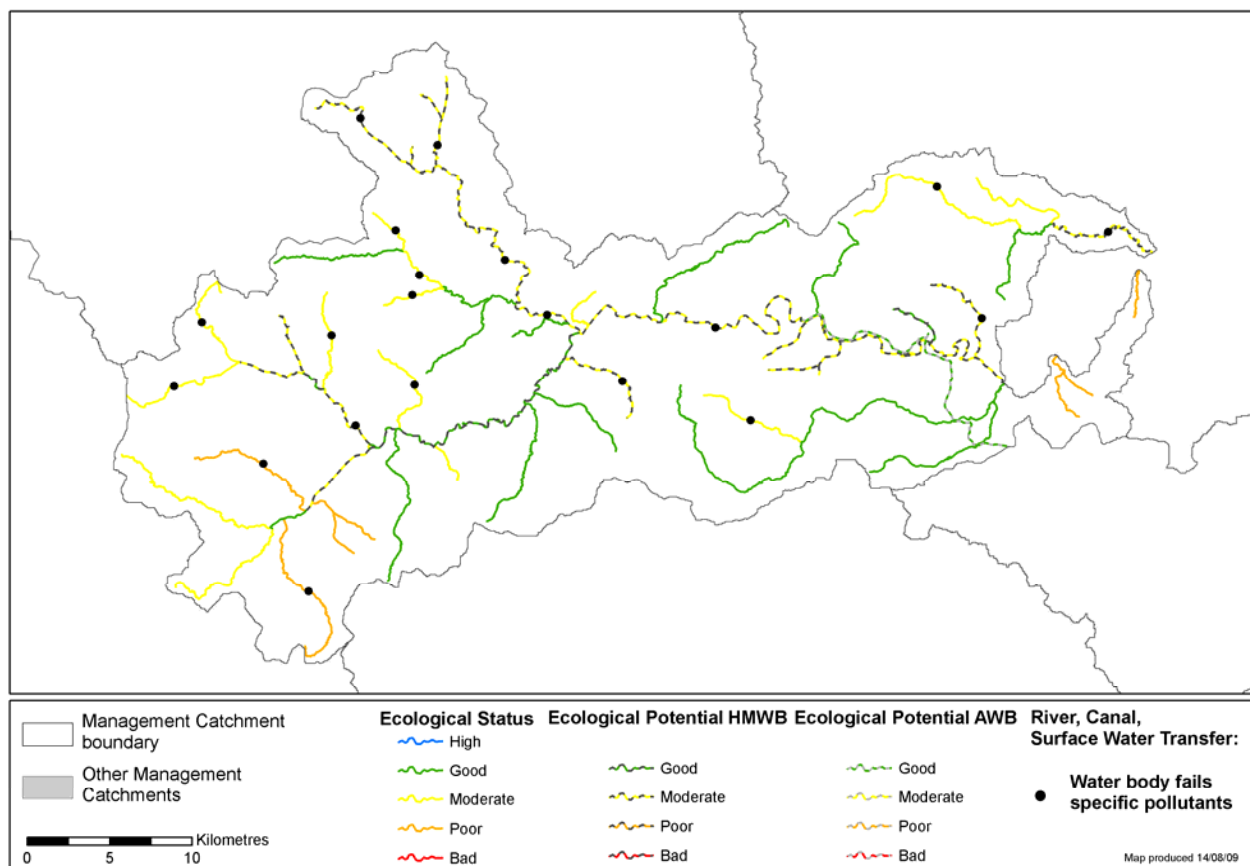 Management Catchment
boundary
Other Management
Catchments
Kilometres
0 5 10
Ecological Status
High
Good
Moderate
Poor
Bad
Ecological Potential HMWB
Good
Moderate
Poor
Bad
Ecological Potential AWB
Good
Moderate
Poor
Bad
River, Canal,
Surface Water Transfer:
Water body fails
specific pollutants
Map produced 14/08/09